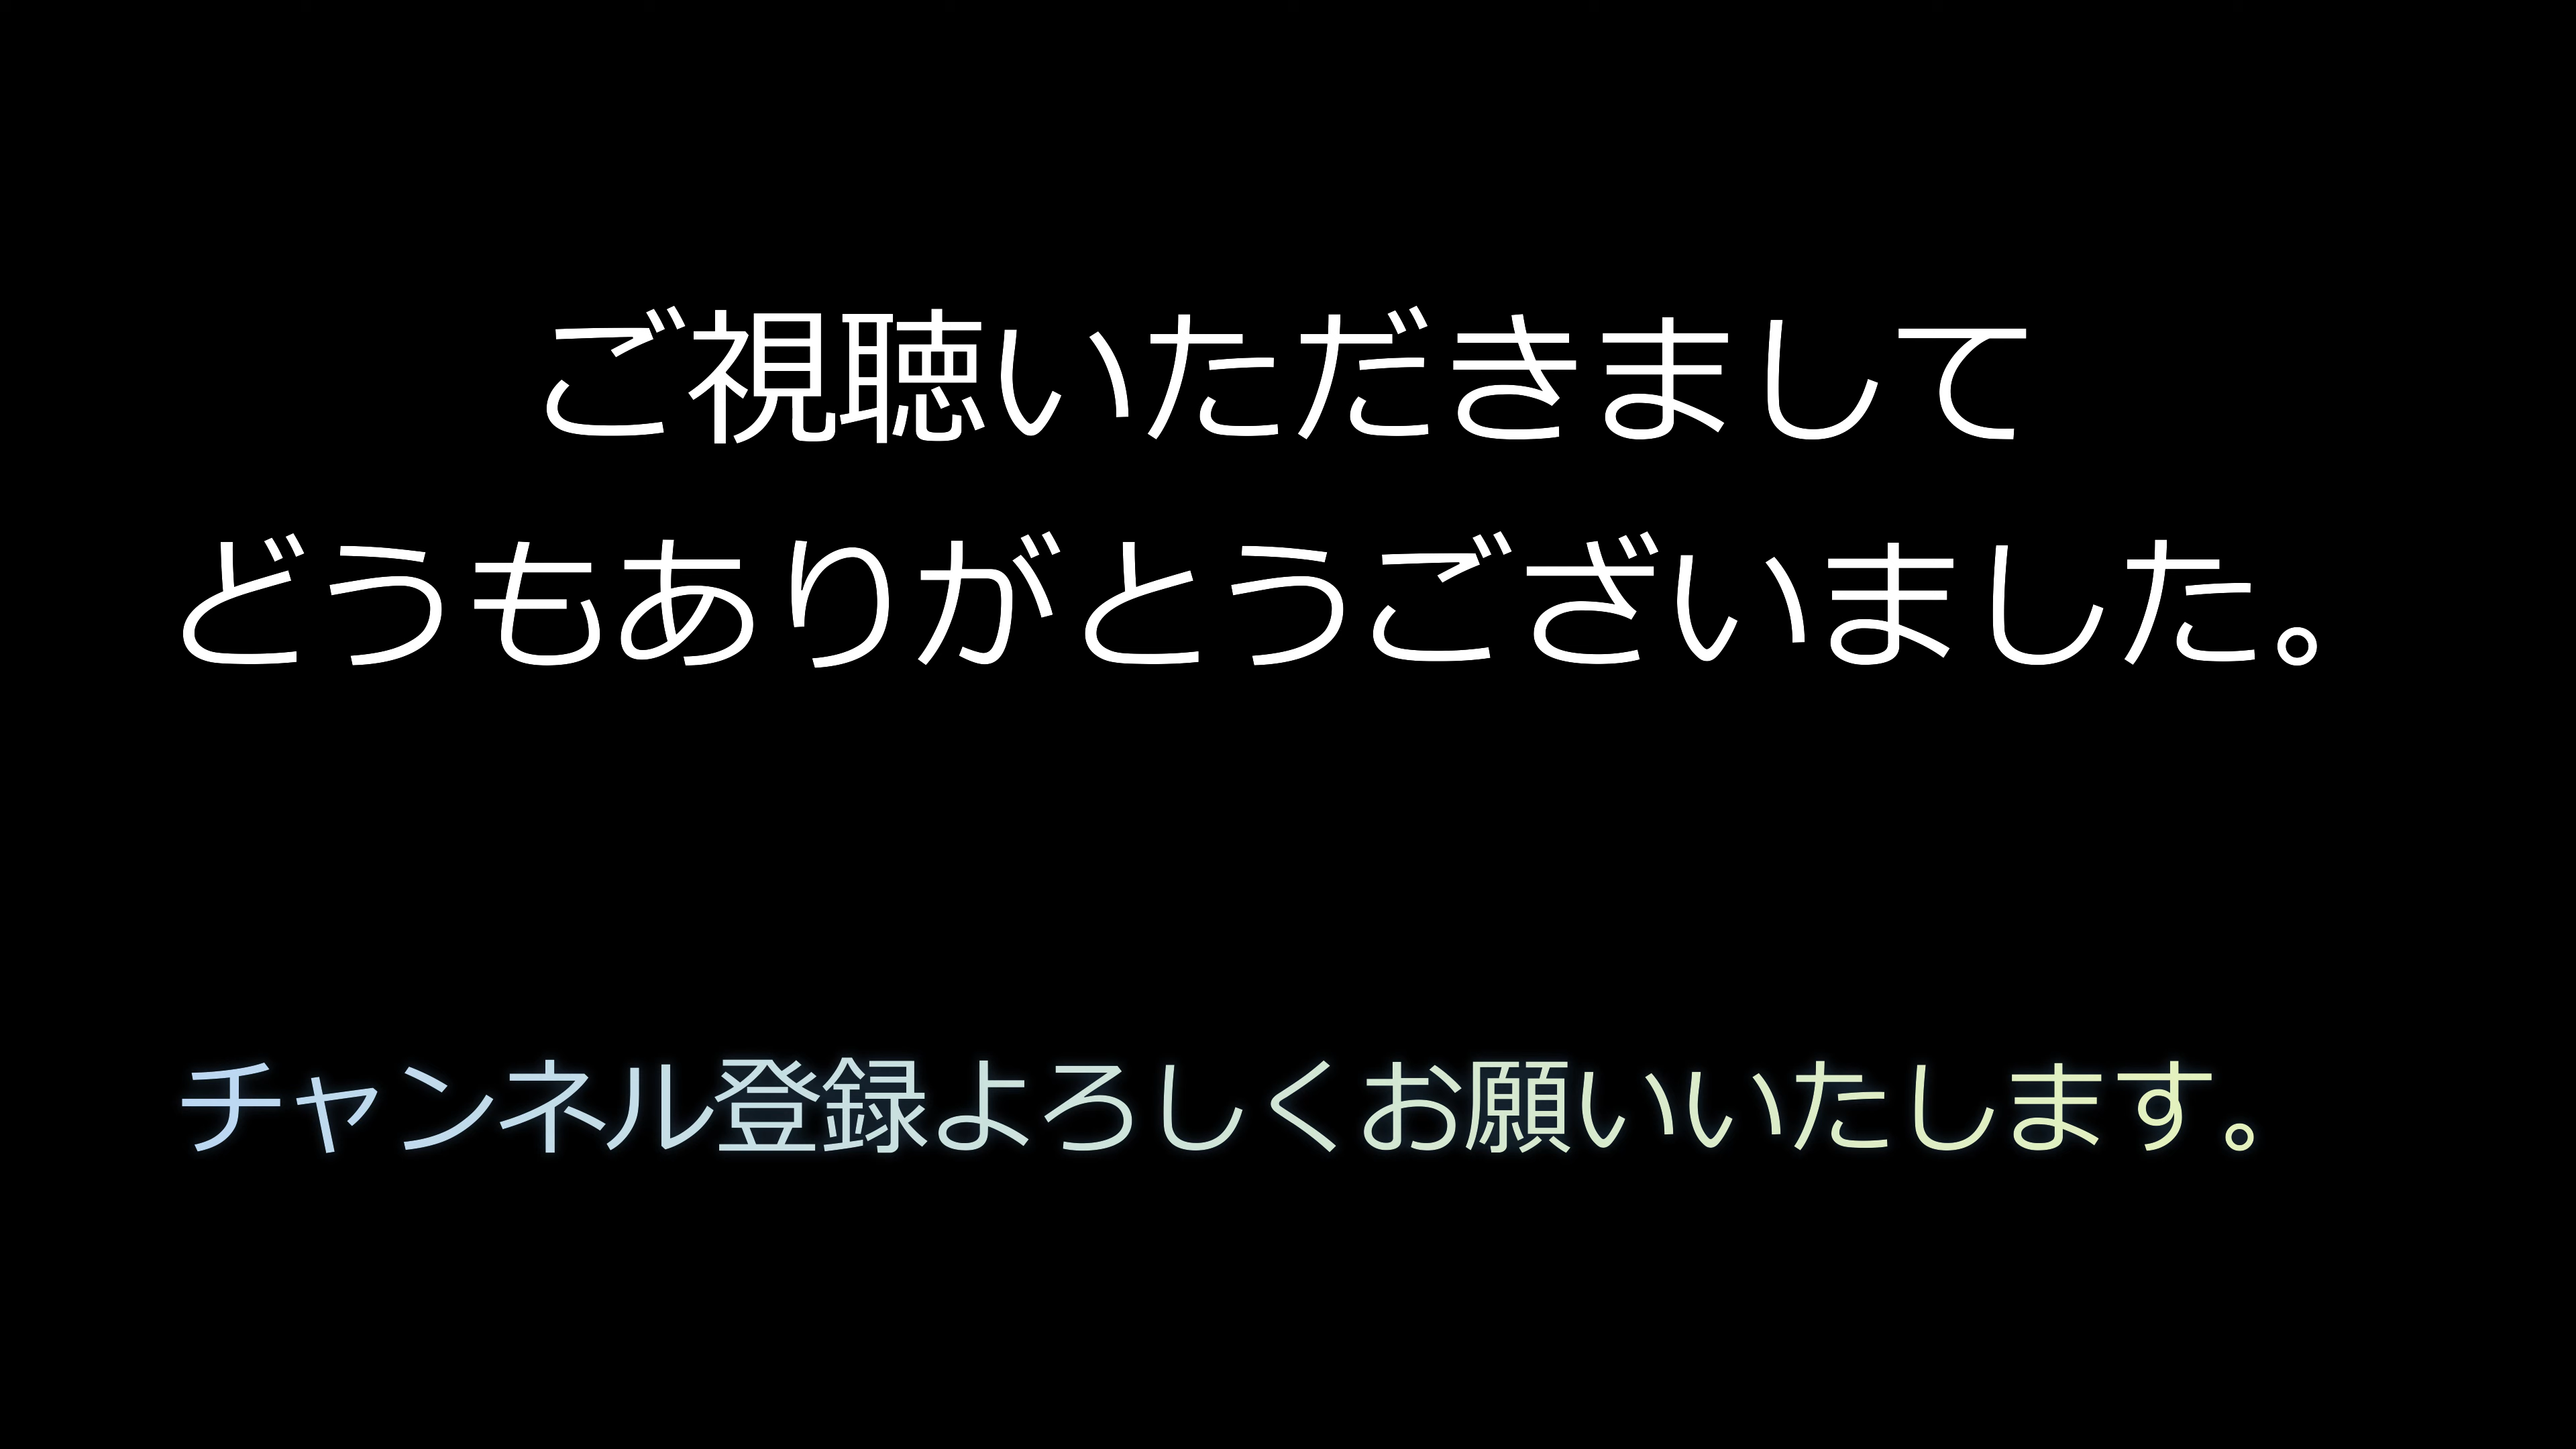 ご視聴いただきまして
どうもありがとうございました。
チャンネル登録よろしくお願いいたします。